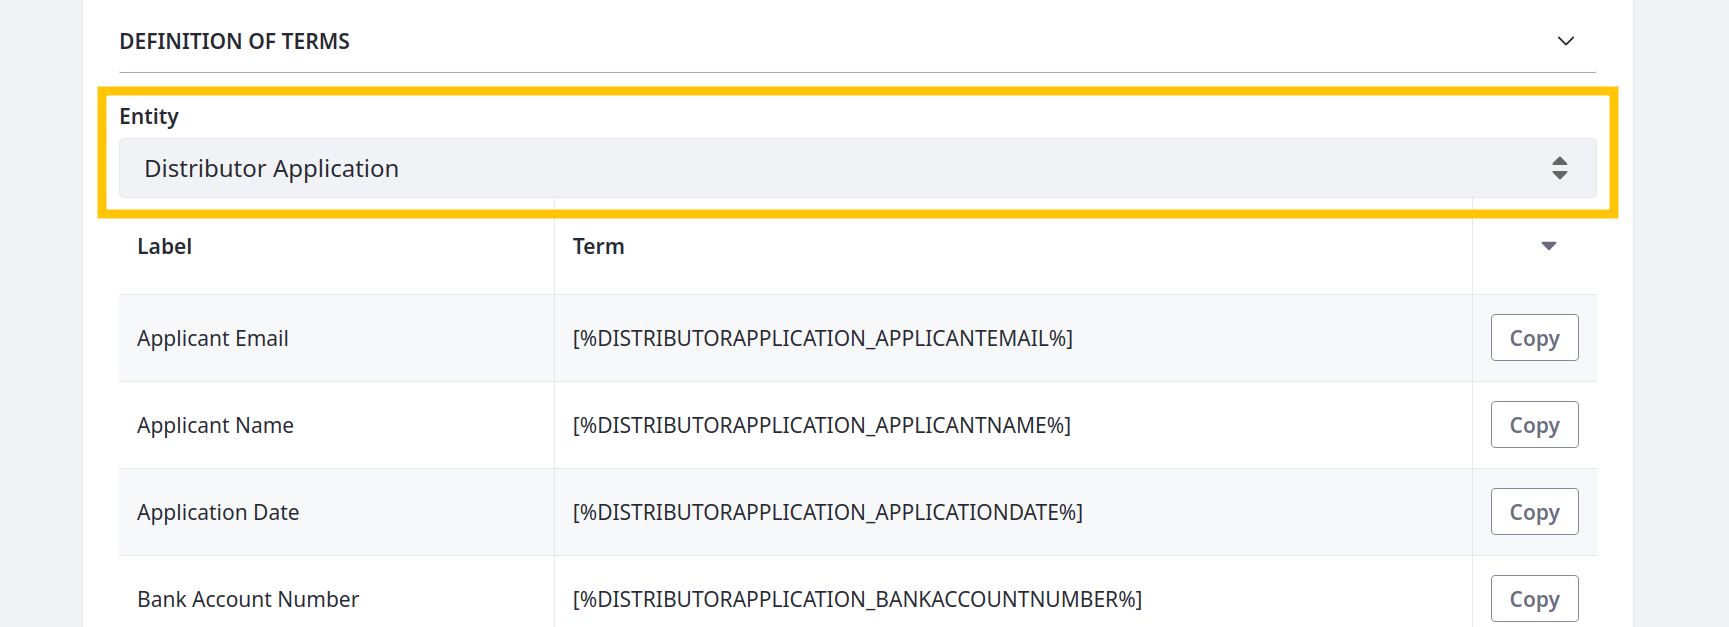 DEFINITION OF TERMS
Entity
Distributor Application
Label Term
Applicant Email [%DISTRIBUTORAPPLICATION_APPLICANTEMAIL%] Copy
Applicant Name [%DISTRIBUTORAPPLICATION_APPLICANTNAME%] Copy
Application Date [%DISTRIBUTORAPPLICATION_APPLICATIONDATE%] Copy
Bank Account Number [%DISTRIBUTORAPPLICATION_BANKACCOUNTNUMBER%] Copy